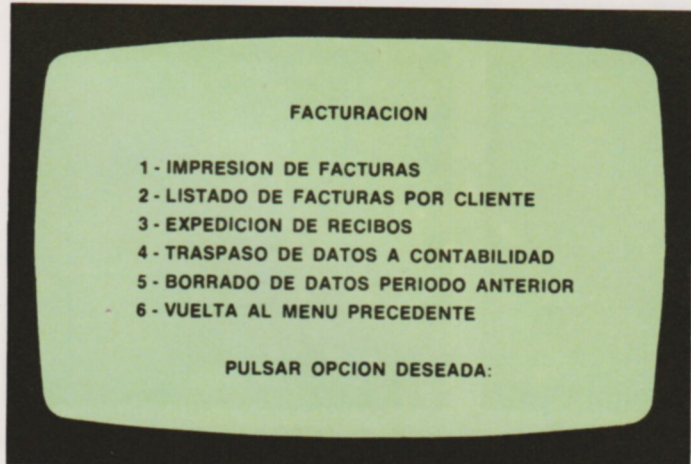 FACTURACION
1 - IMPRESION DE FACTURAS
2 - LISTADO DE FACTURAS POR CLIENTE
3 - EXPEDICION DE RECIBOS
4 - TRASPASO DE DATOS A CONTABILIDAD
5 - BORRADO DE DATOS PERIODO ANTERIOR
6 - VUELTA AL MENU PRECEDENTE
PULSAR OPCION DESEADA: